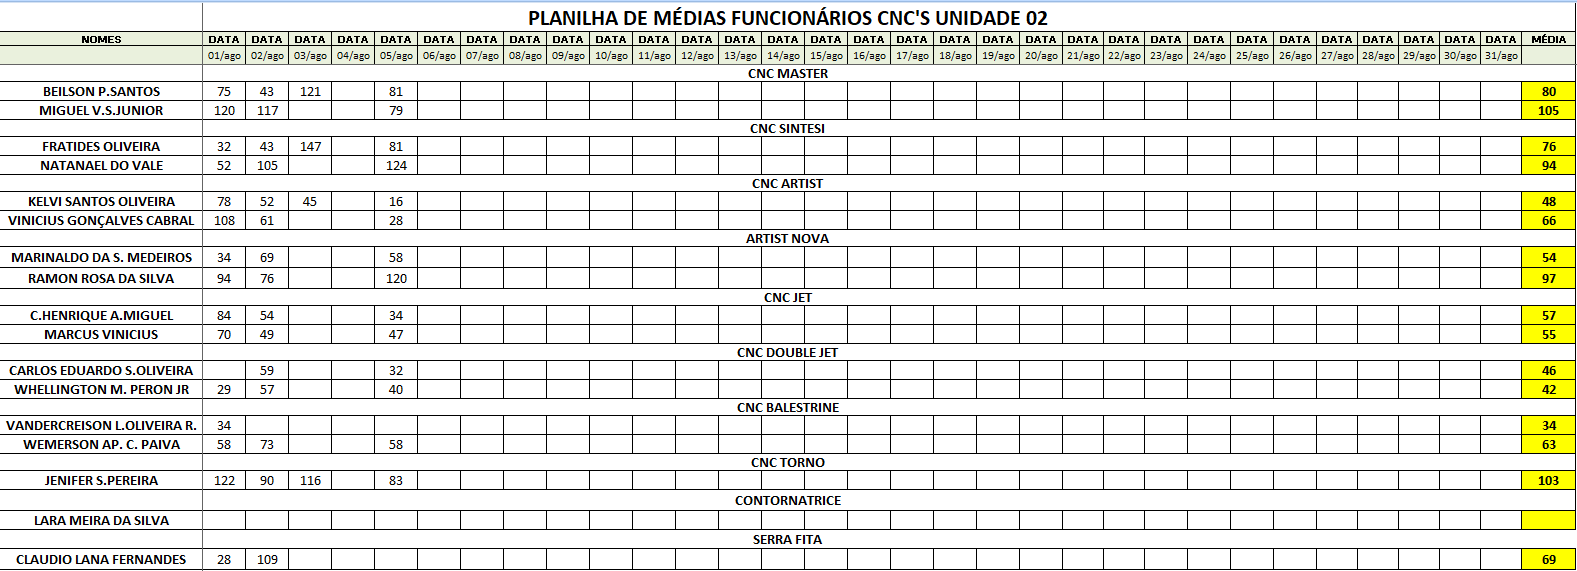 PLANILHA DE MÉDIAS FUNCIONÁRIOS CNC'S UNIDADE 02
NOMES DATA DATA DATA DATA DATA DATA DATA DATA DATA DATA DATA DATA DATA DATA DATA DATA DATA DATA DATA DATA DATA DATA DATA DATA DATA DATA DATA DATA DATA DATA DATA MÉDIA
01/ago 02/ago 03/ago 04/ago 05/ago 06/ago 07/ago 08/ago 09/ago 10/ago 11/ago 12/ago 13/ago 14/ago 15/ago 16/ago 17/ago 18/ago 19/ago 20/ago 21/ago 22/ago 23/ago 24/ago 25/ago 26/ago 27/ago 28/ago 29/ago 30/ago 31/ago
CNC MASTER
BEILSON P.SANTOS 75 43 121 81 80
MIGUEL V.S.JUNIOR 120 117 79 105
CNC SINTESI
FRATIDES OLIVEIRA 32 43 147 81 76
NATANAEL DO VALE 52 105 124 94
CNC ARTIST
KELVI SANTOS OLIVEIRA 78 52 45 16 48
VINICIUS GONÇALVES CABRAL 108 61 28 66
ARTIST NOVA
MARINALDO DA S. MEDEIROS 34 69 58 54
RAMON ROSA DA SILVA 94 76 120 97
CNC JET
C.HENRIQUE A.MIGUEL 84 54 34 57
MARCUS VINICIUS 70 49 47 55
CNC DOUBLE JET
CARLOS EDUARDO S.OLIVEIRA 59 32 46
WHELLINGTON M. PERON JR 29 57 40 42
CNC BALESTRINE
VANDERCREISON L.OLIVEIRA R. 34 34
WEMERSON AP. C. PAIVA 58 73 58 63
CNC TORNO
JENIFER S.PEREIRA 122 90 116 83 103
CONTORNATRICE
LARA MEIRA DA SILVA
SERRA FITA
CLAUDIO LANA FERNANDES 28 109 69